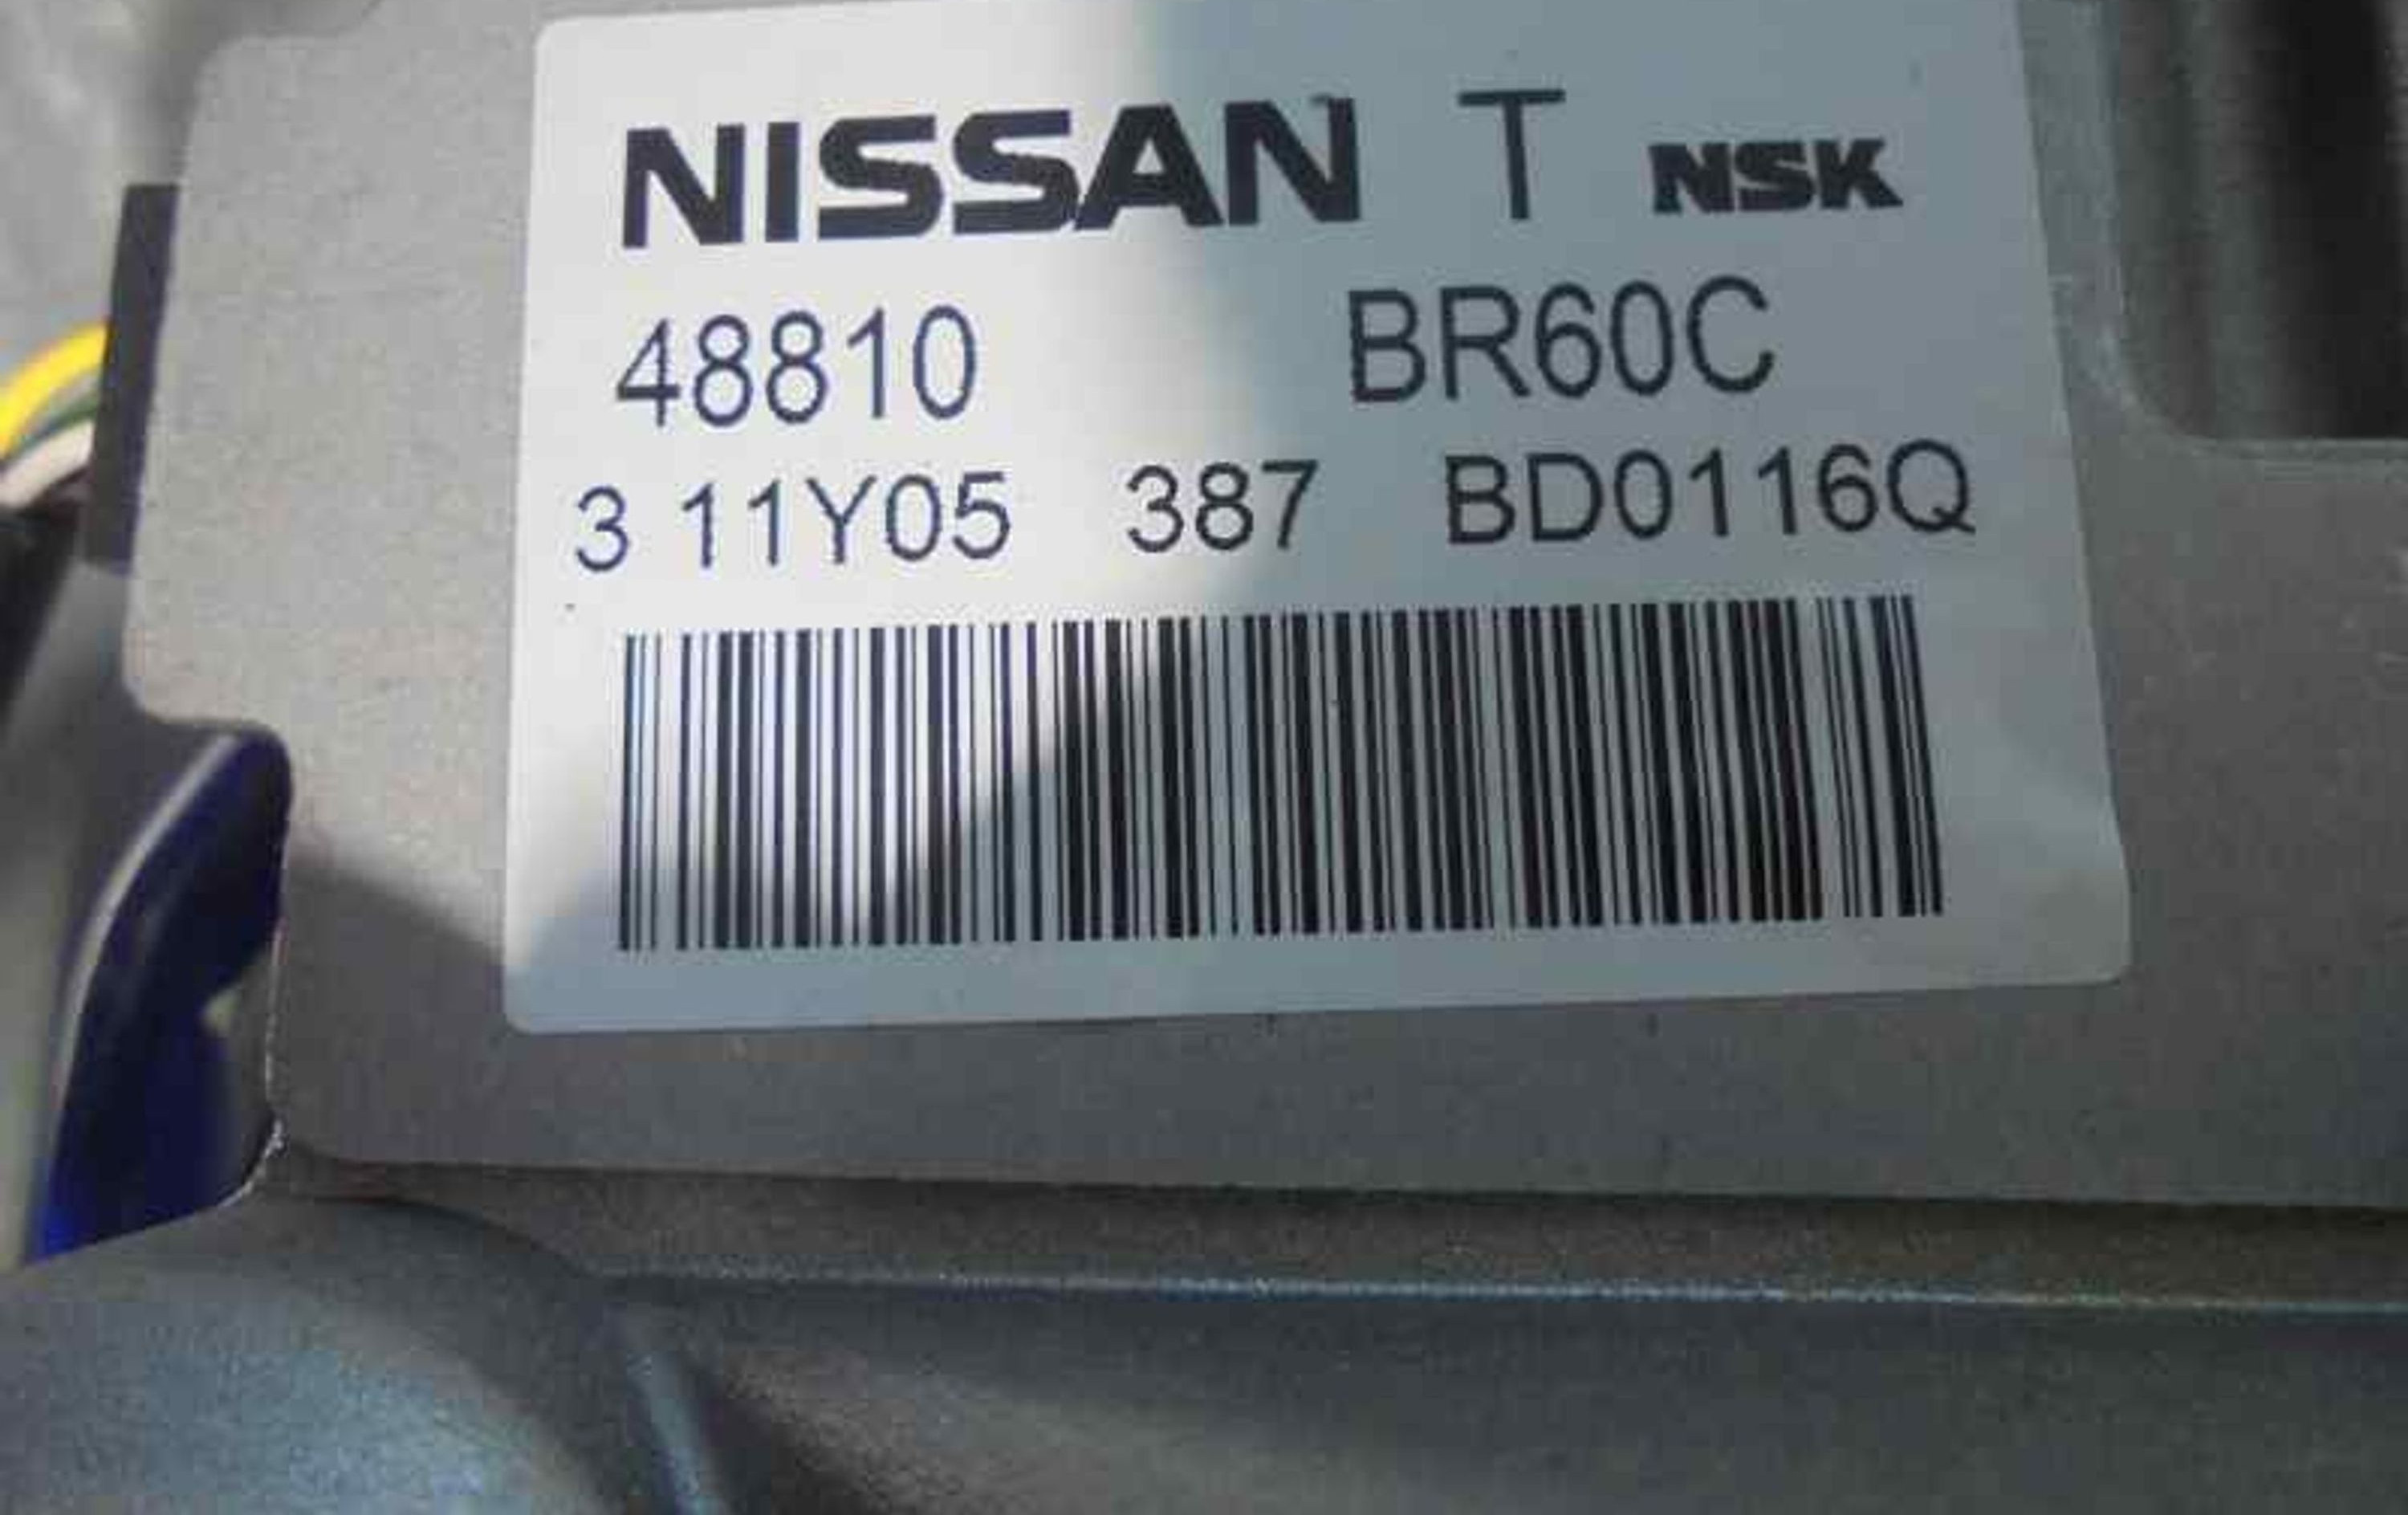 NISSAN T NSK
48810 BR60C
3 11Y05 387 BD0116Q